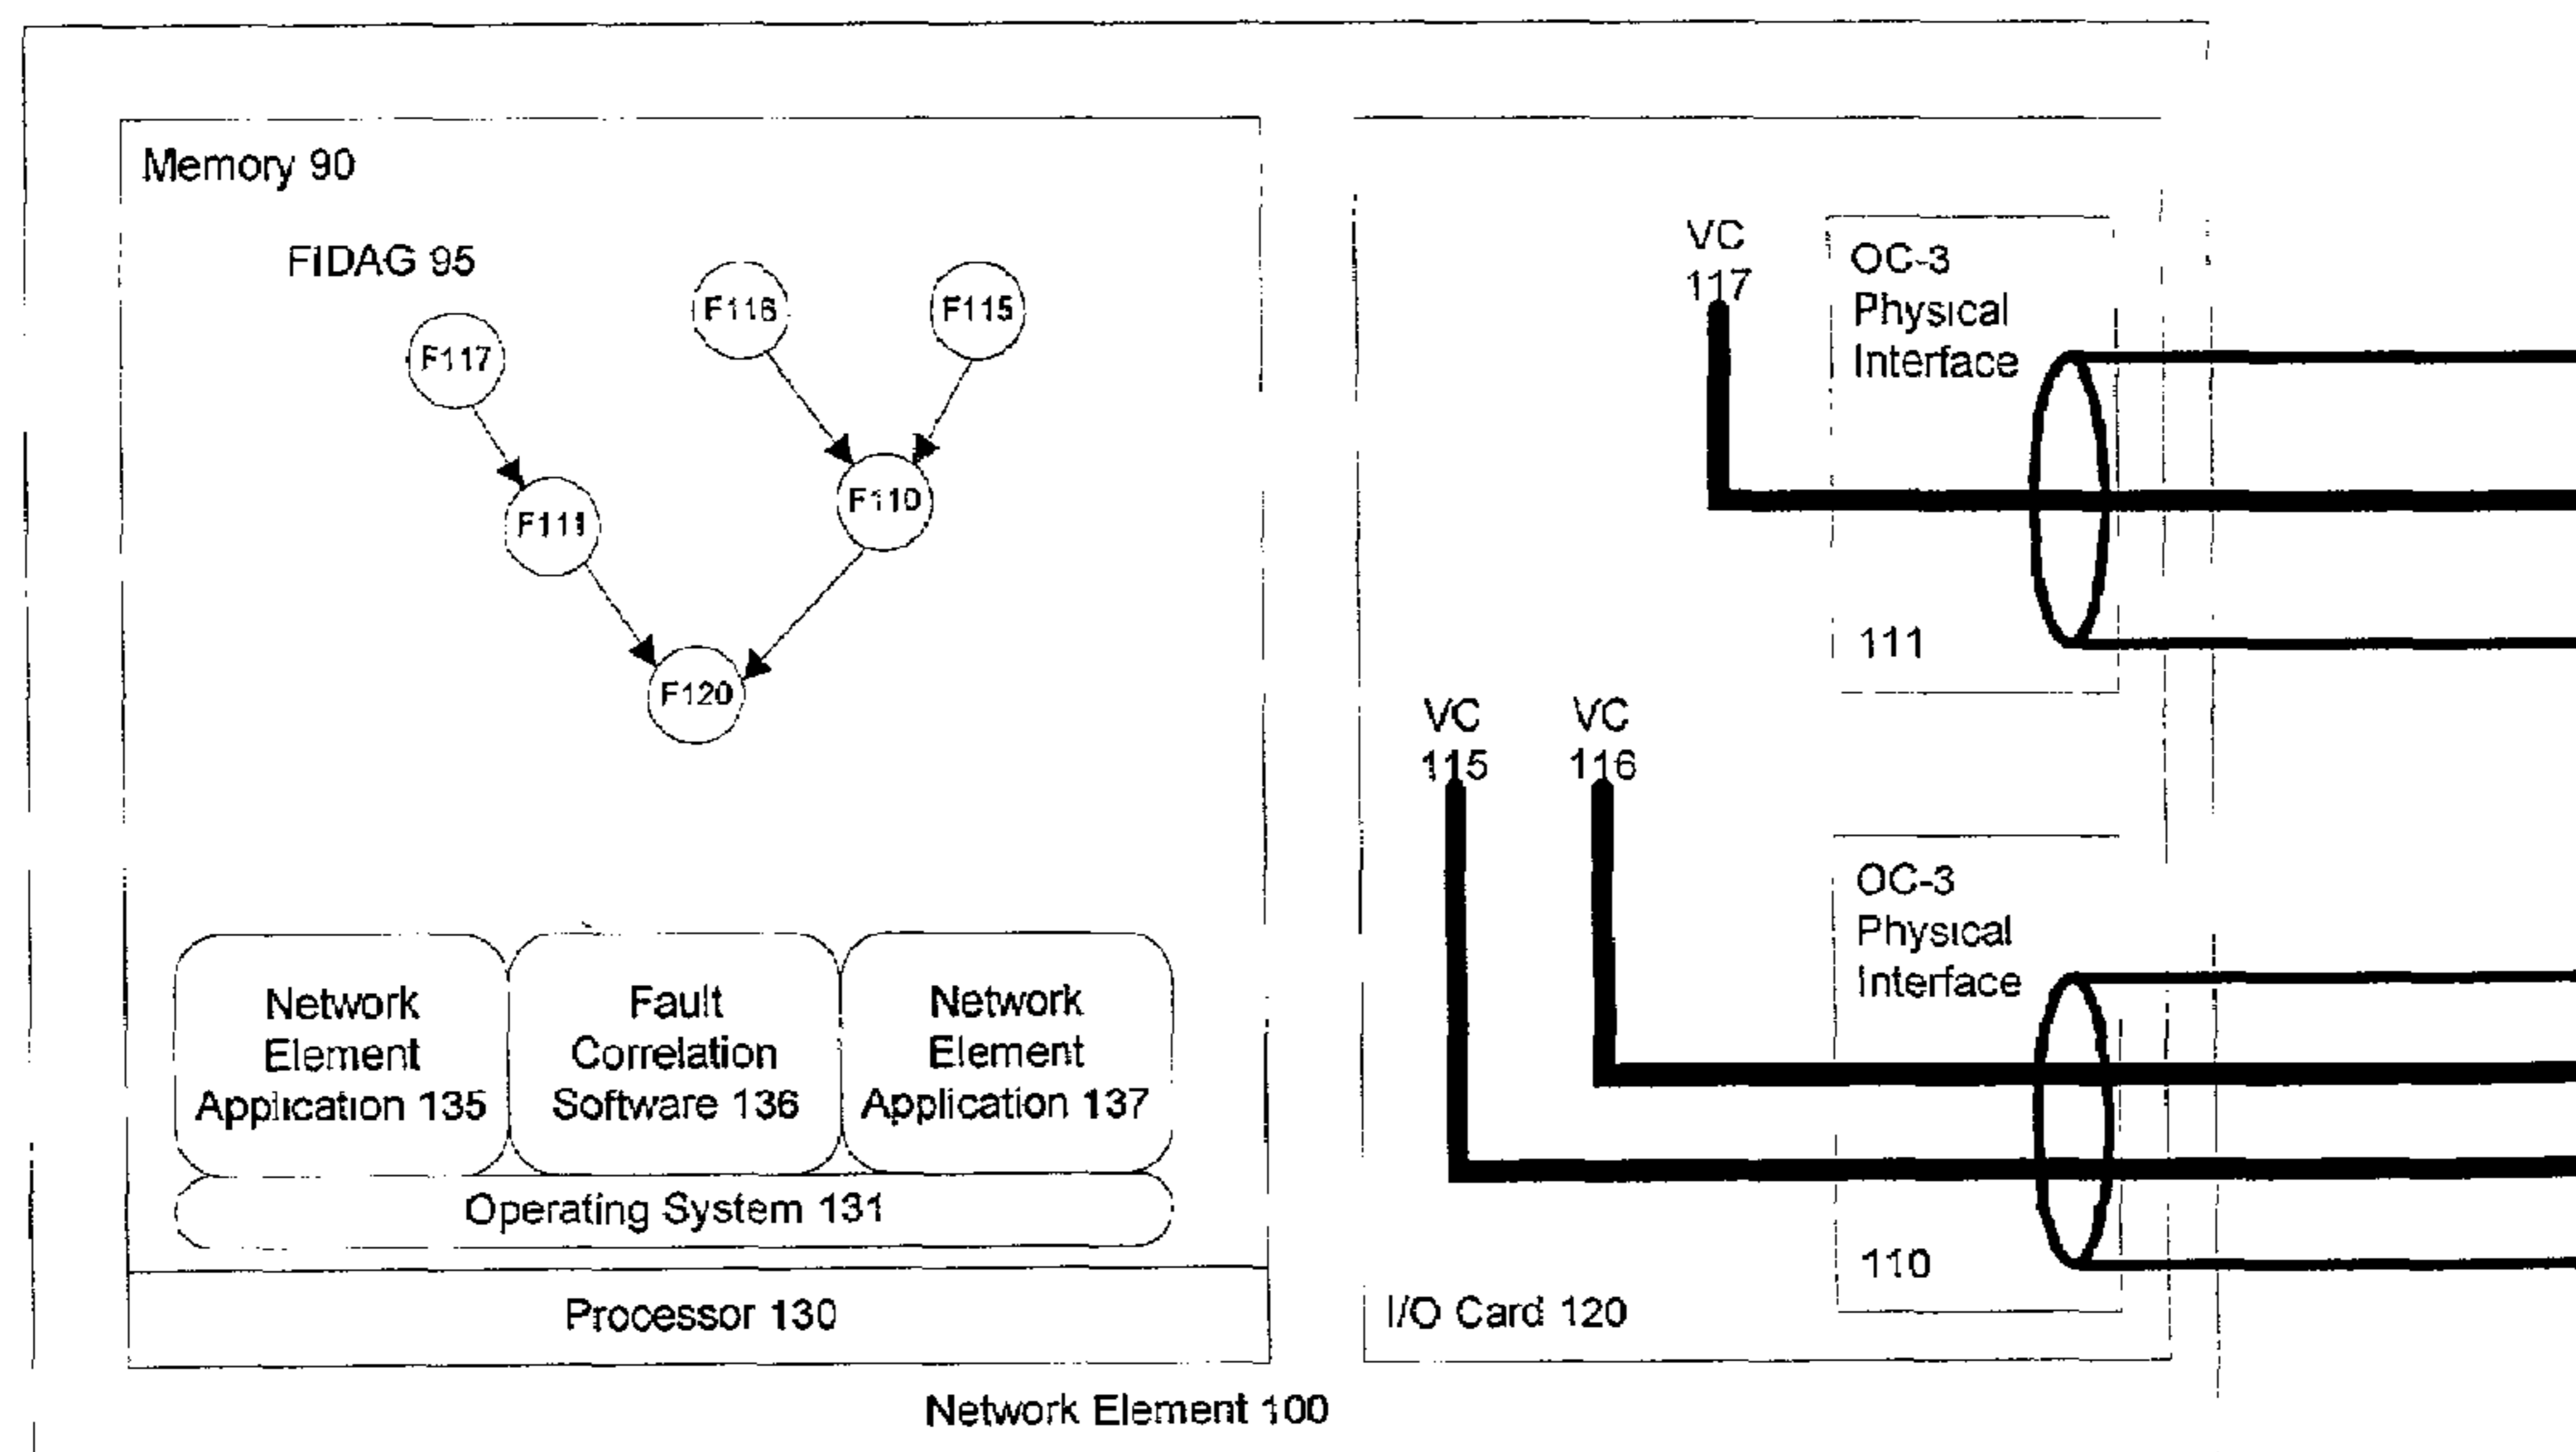 Memory 90
FIDAG 95
F117
F116
F115
F111
F110
F120
Network
Element
Application 135
Fault
Correlation
Software 136
Network
Element
Application 137
Operating System 131
Processor 130
VC
117
OC-3
Physical
Interface
111
VC
115
VC
116
OC-3
Physical
Interface
110
I/O Card 120
Network Element 100